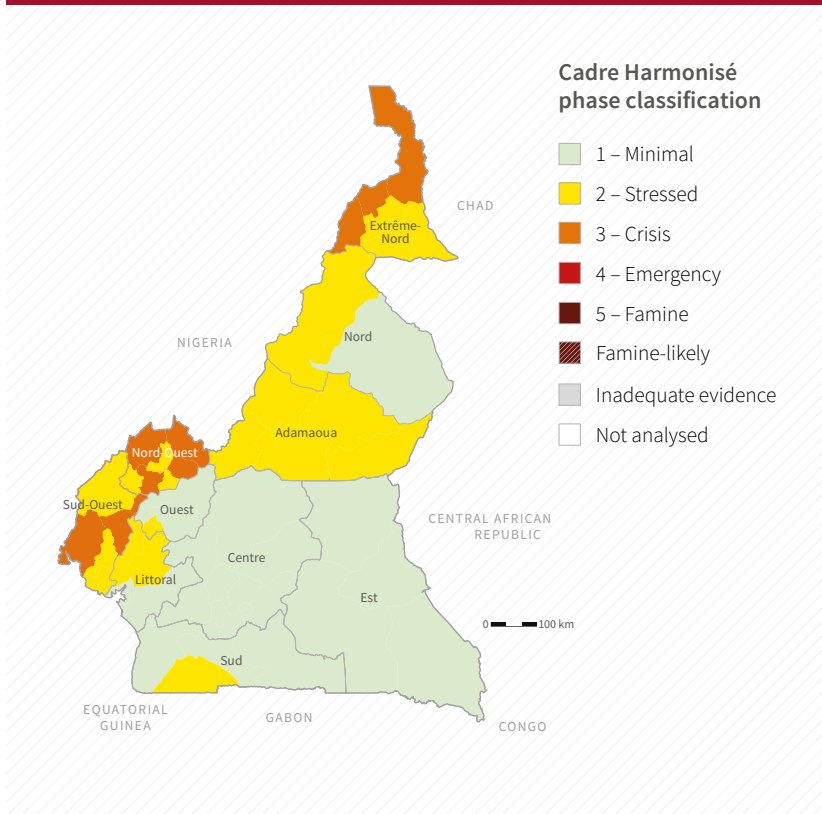 Cadre Harmonisé
phase classification
1 – Minimal
2 – Stressed
3 – Crisis
4 – Emergency
5 – Famine
Famine-likely
Inadequate evidence
Not analysed
CHAD
Extrême-
Nord
NIGERIA
Nord
Adamaoua
Nord-Ouest
Sud-Ouest
Ouest
CENTRAL AFRICAN
REPUBLIC
Centre
Littoral
Est
0 100 km
Sud
EQUATORIAL
GUINEA
GABON
CONGO